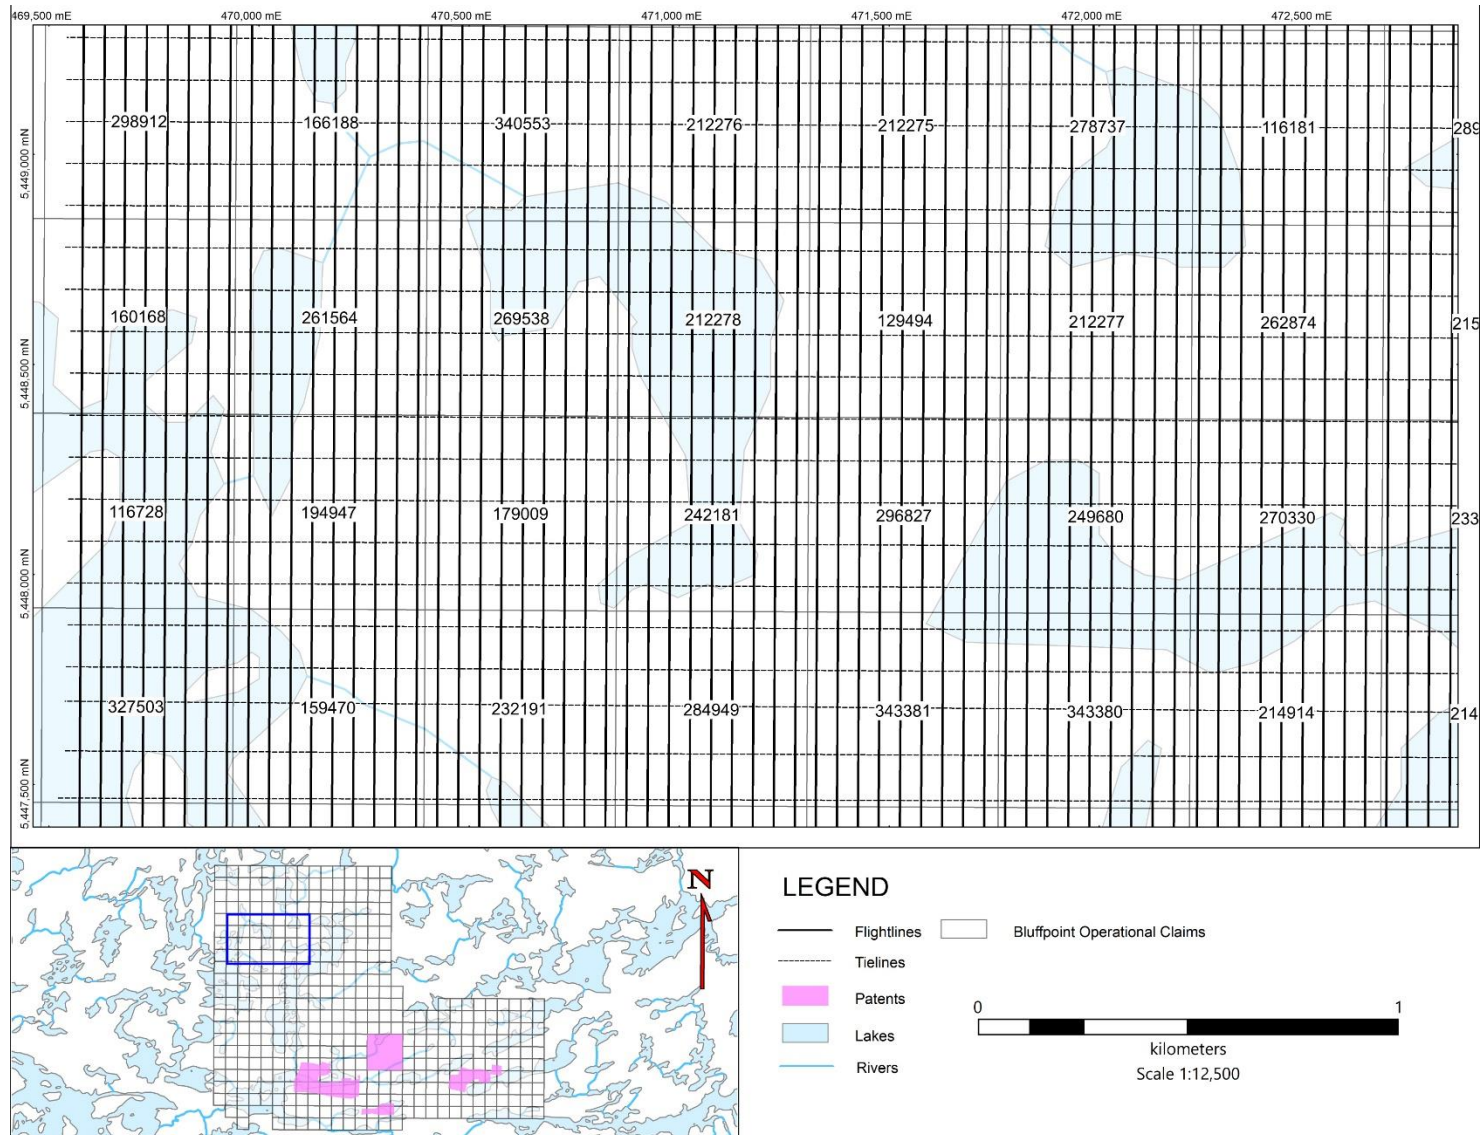 469,500 mE 470,000 mE 470,500 mE 471,000 mE 471,500 mE 472,000 mE 472,500 mE
298912 166188 340553 212276 212275 278737 116181 289
5,449,000 mN
160168 261564 269538 212278 129494 212277 262874 215
5,448,500 mN
116728 194947 179009 242181 296827 249680 270330 233
5,448,000 mN
327503 159470 232191 284949 343381 343380 214914 214
5,447,500 mN
N
LEGEND
Flightlines Bluffpoint Operational Claims
Tielines
Patents
Lakes
Rivers
0 1
kilometers
Scale 1:12,500